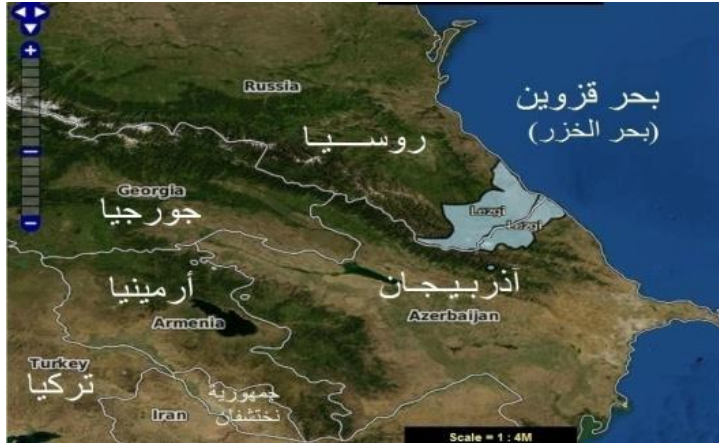 Russia
روســـيا
بحر قزوين
(بحر الخزر)
Georgia
جورجيا
Lezgi
Lezgi
آذربيجان
Azerbaijan
أرمينيا
Armenia
Turkey
تركيا
Iran
جمهورية
نختشفان
Scale = 1 : 4M